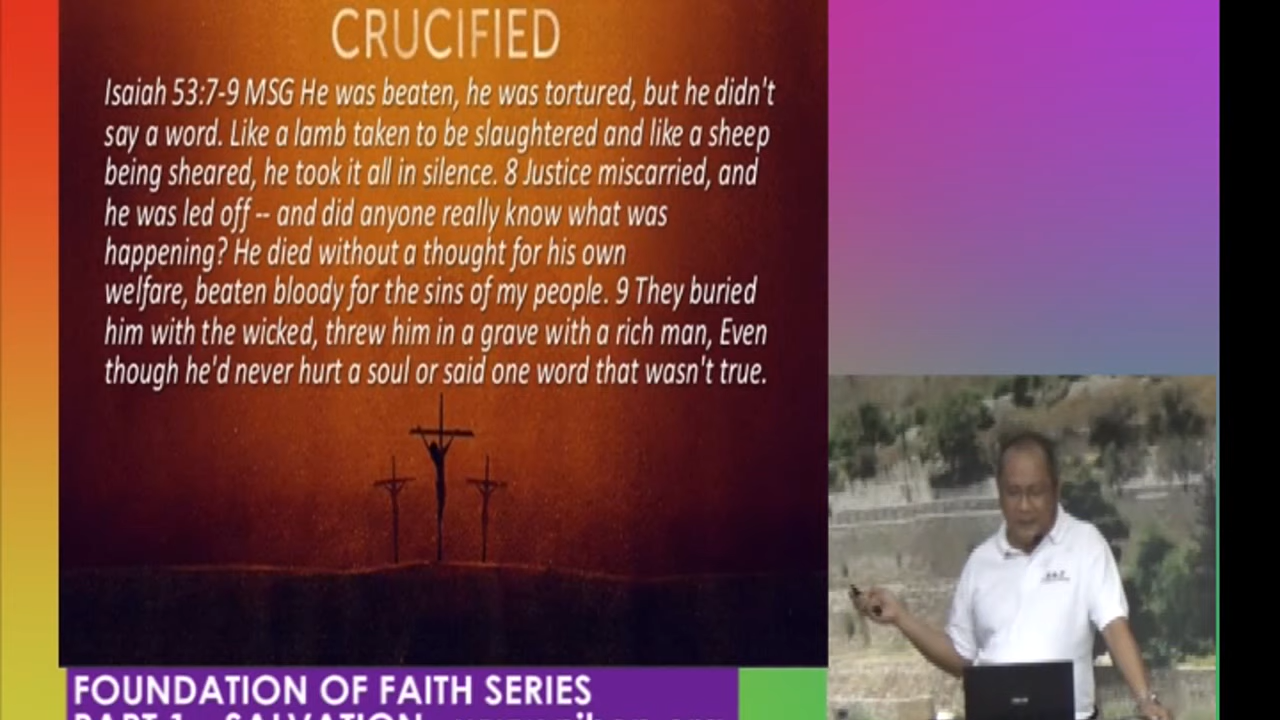 CRUCIFIED
Isaiah 53:7-9 MSG He was beaten, he was tortured, but he didn't
say a word. Like a lamb taken to be slaughtered and like a sheep
being sheared, he took it all in silence. 8 Justice miscarried, and
he was led off -- and did anyone really know what was
happening? He died without a thought for his own
welfare, beaten bloody for the sins of my people. 9 They buried
him with the wicked, threw him in a grave with a rich man, Even
though he'd never hurt a soul or said one word that wasn't true.
FOUNDATION OF FAITH SERIES
PART 1 - SALVATION